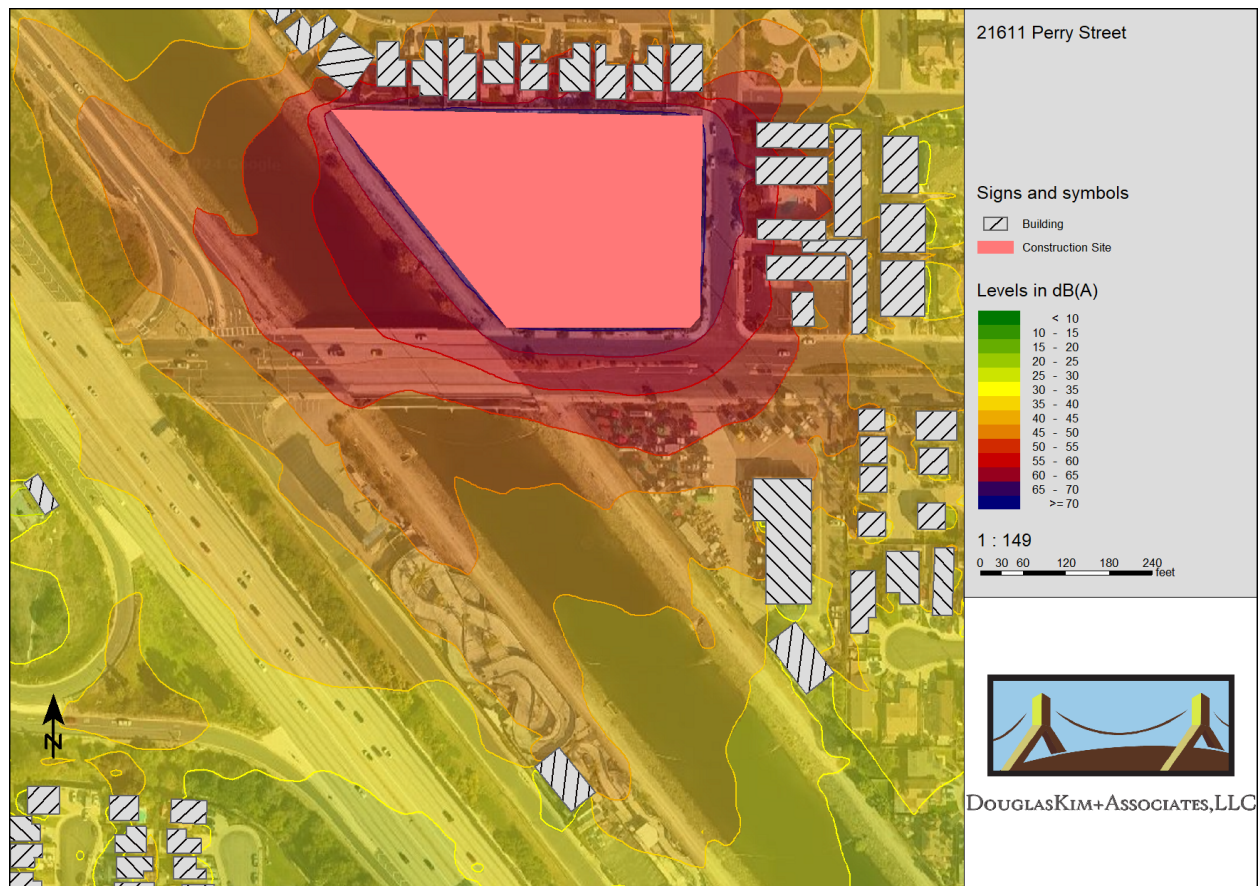 21611 Perry Street
Signs and symbols
Building
Construction Site
Levels in dB(A)
< 10
10 - 15
15 - 20
20 - 25
25 - 30
30 - 35
35 - 40
40 - 45
45 - 50
50 - 55
55 - 60
60 - 65
65 - 70
>= 70
1 : 149
0 30 60 120 180 240
feet
N
DOUGLASKIM+ASSOCIATES,LLC